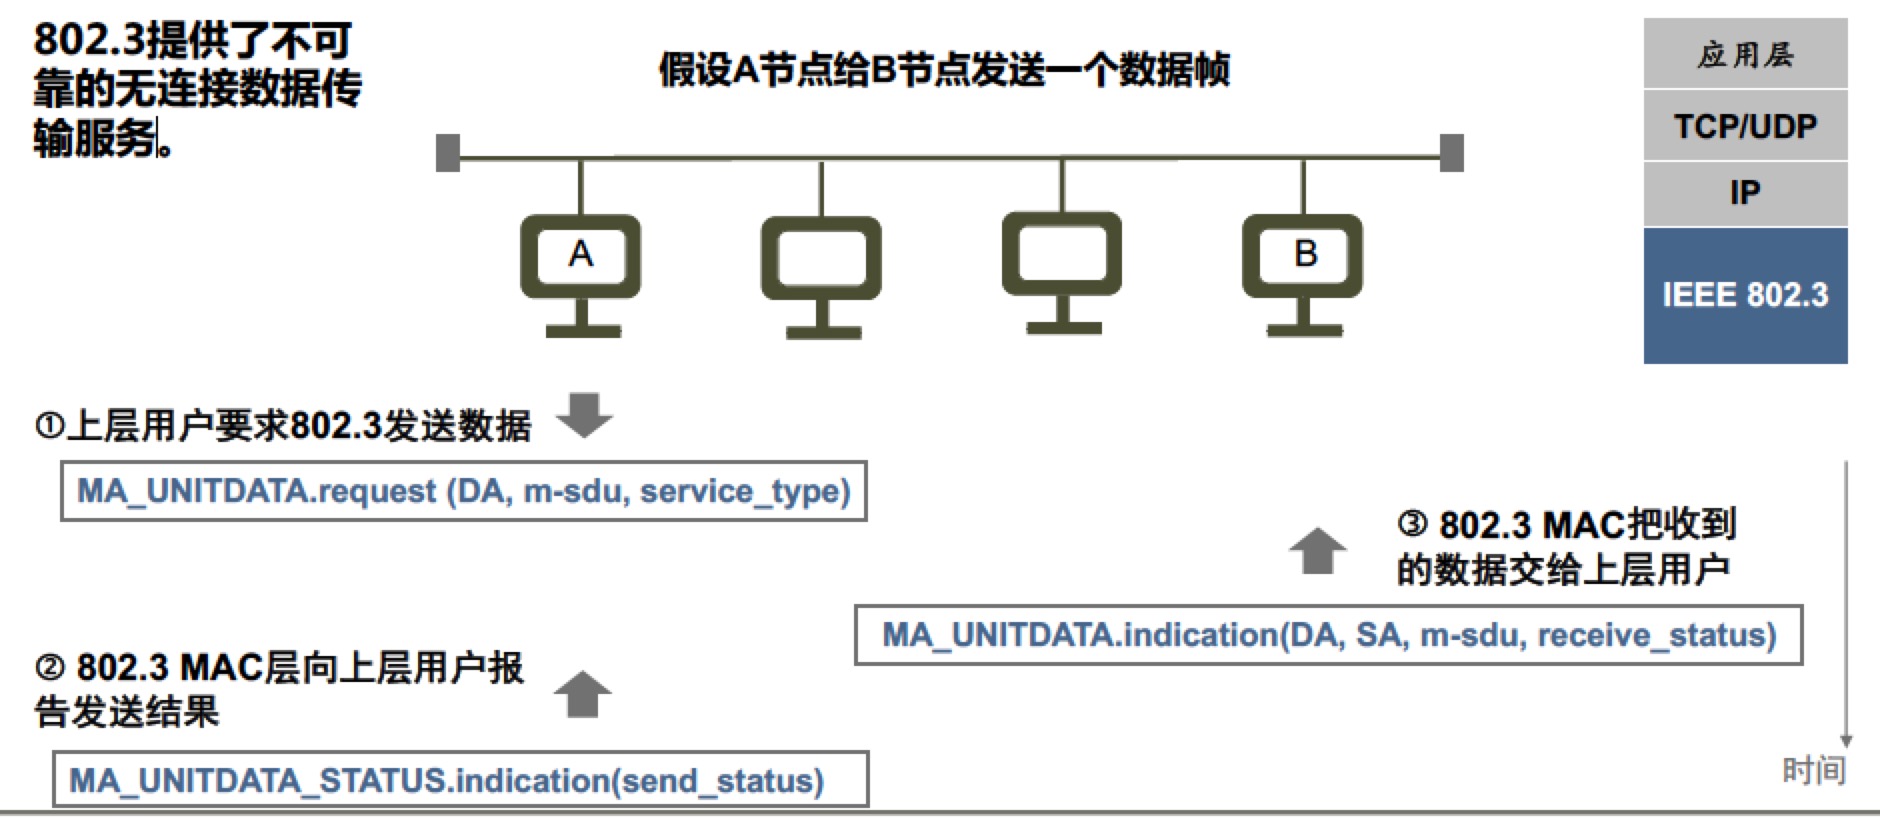 802.3提供了不可
靠的无连接数据传
输服务。
假设A节点给B节点发送一个数据帧
应用层
TCP/UDP
IP
IEEE 802.3
A
B
①上层用户要求802.3发送数据
MA_UNITDATA.request (DA, m-sdu, service_type)
③ 802.3 MAC把收到
的数据交给上层用户
MA_UNITDATA.indication(DA, SA, m-sdu, receive_status)
② 802.3 MAC层向上层用户报
告发送结果
MA_UNITDATA_STATUS.indication(send_status)
时间